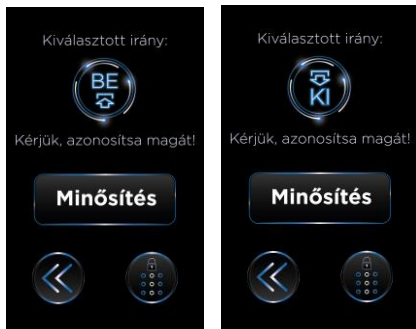 Kiválasztott irány:
BE
Kérjük, azonosítsa magát!
Minősítés
Kiválasztott irány:
KI
Kérjük, azonosítsa magát!
Minősítés